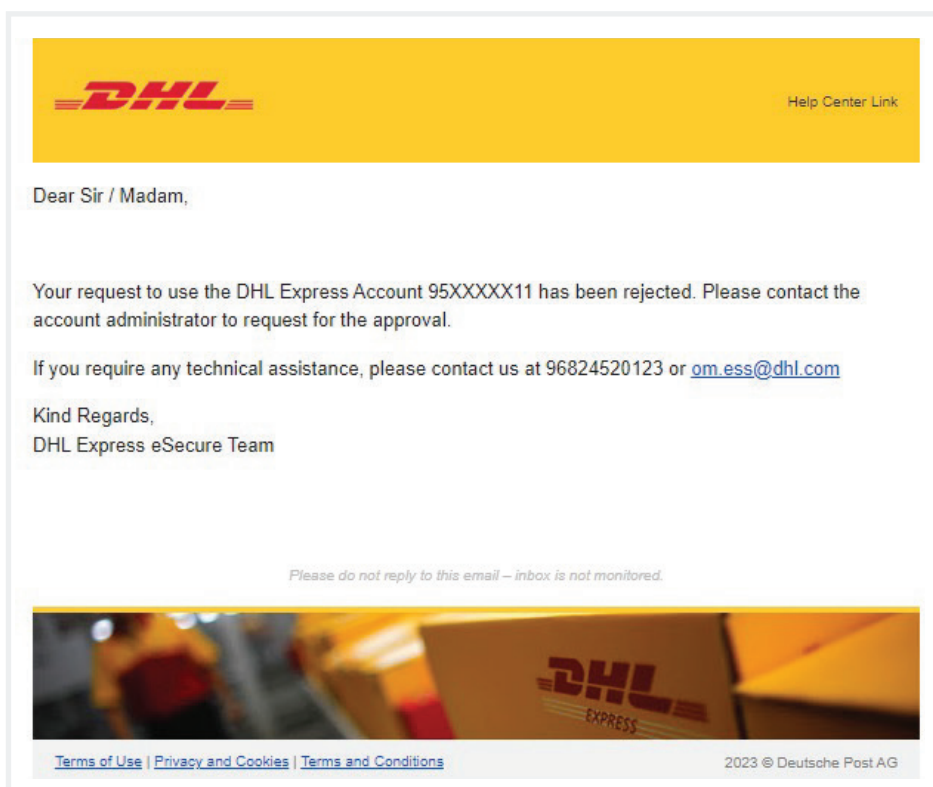 DHL
Help Center Link
Dear Sir / Madam,
Your request to use the DHL Express Account 95XXXXX11 has been rejected. Please contact the
account administrator to request for the approval.
If you require any technical assistance, please contact us at 96824520123 or om.ess@dhl.com
Kind Regards,
DHL Express eSecure Team
Please do not reply to this email – inbox is not monitored.
DHL
EXPRESS
Terms of Use | Privacy and Cookies | Terms and Conditions
2023 © Deutsche Post AG